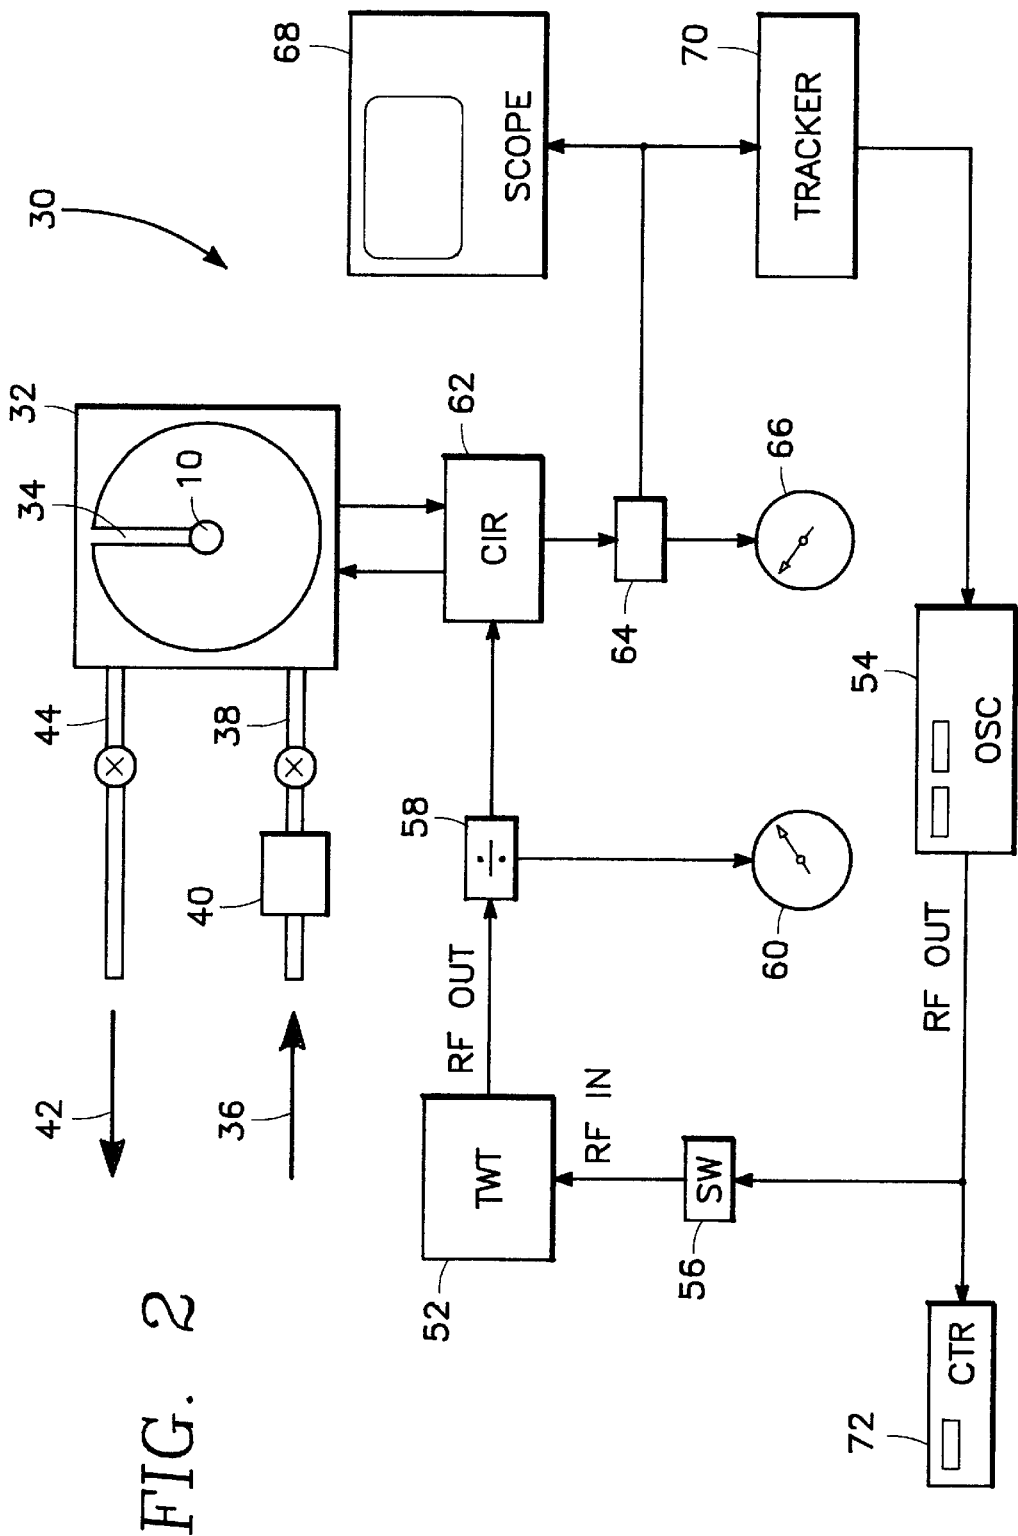 FIG. 2
42
44
34
32
30
10
36
40
38
68
SCOPE
52
TWT
RF OUT
58
÷
CIR
62
RF IN
64
56
SW
60
66
70
TRACKER
72
CTR
RF OUT
54
OSC